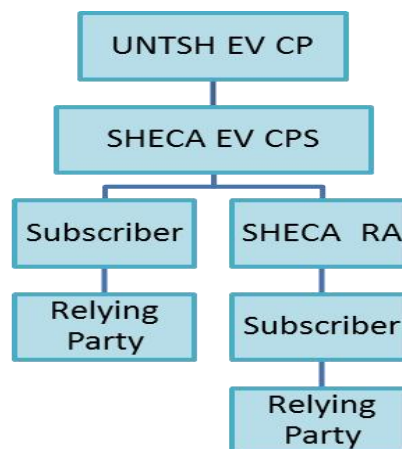 UNTSH EV CP
SHECA EV CPS
Subscriber
SHECA RA
Relying
Party
Subscriber
Relying
Party